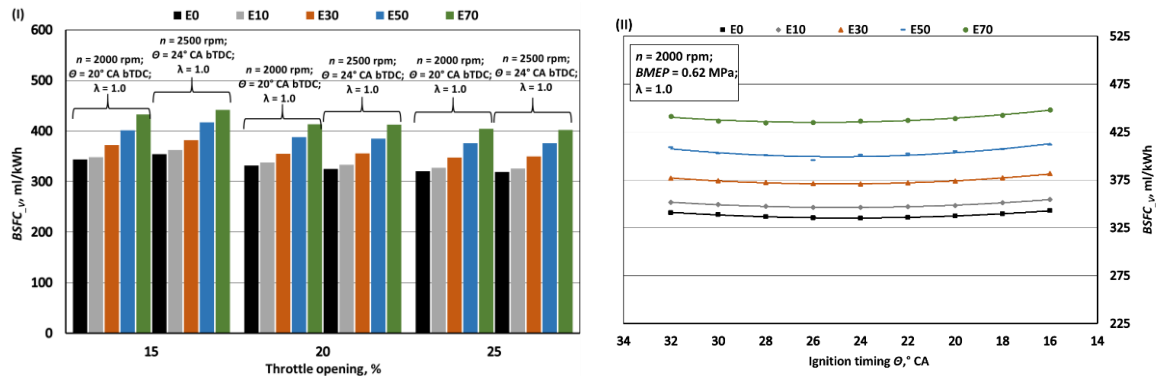 (I)
E0 E10 E30 E50 E70
600
500
400
300
200
100
0
BSFC_v, ml/kWh
n = 2000 rpm;
Θ = 20° CA bTDC;
λ = 1.0
n = 2500 rpm;
Θ = 24° CA bTDC;
λ = 1.0
n = 2000 rpm;
Θ = 20° CA bTDC;
λ = 1.0
n = 2500 rpm;
Θ = 24° CA bTDC;
λ = 1.0
n = 2000 rpm;
Θ = 20° CA bTDC;
λ = 1.0
n = 2500 rpm;
Θ = 24° CA bTDC;
λ = 1.0
15 20 25
Throttle opening, %
(II)
E0 E10 E30 E50 E70
n = 2000 rpm;
BMEP = 0.62 MPa;
λ = 1.0
525
475
425
375
325
275
225
BSFC_v, ml/kWh
34 32 30 28 26 24 22 20 18 16 14
Ignition timing Θ,° CA